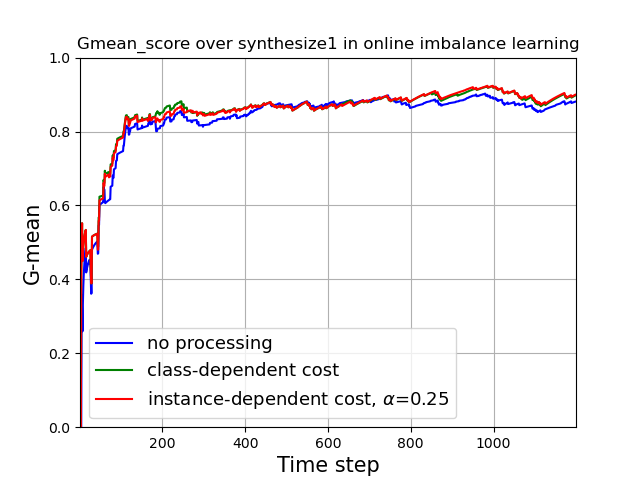 Gmean_score over synthesize1 in online imbalance learning
1.0
0.8
0.6
0.4
0.2
0.0
G-mean
no processing
class-dependent cost
instance-dependent cost, α=0.25
200 400 600 800 1000
Time step